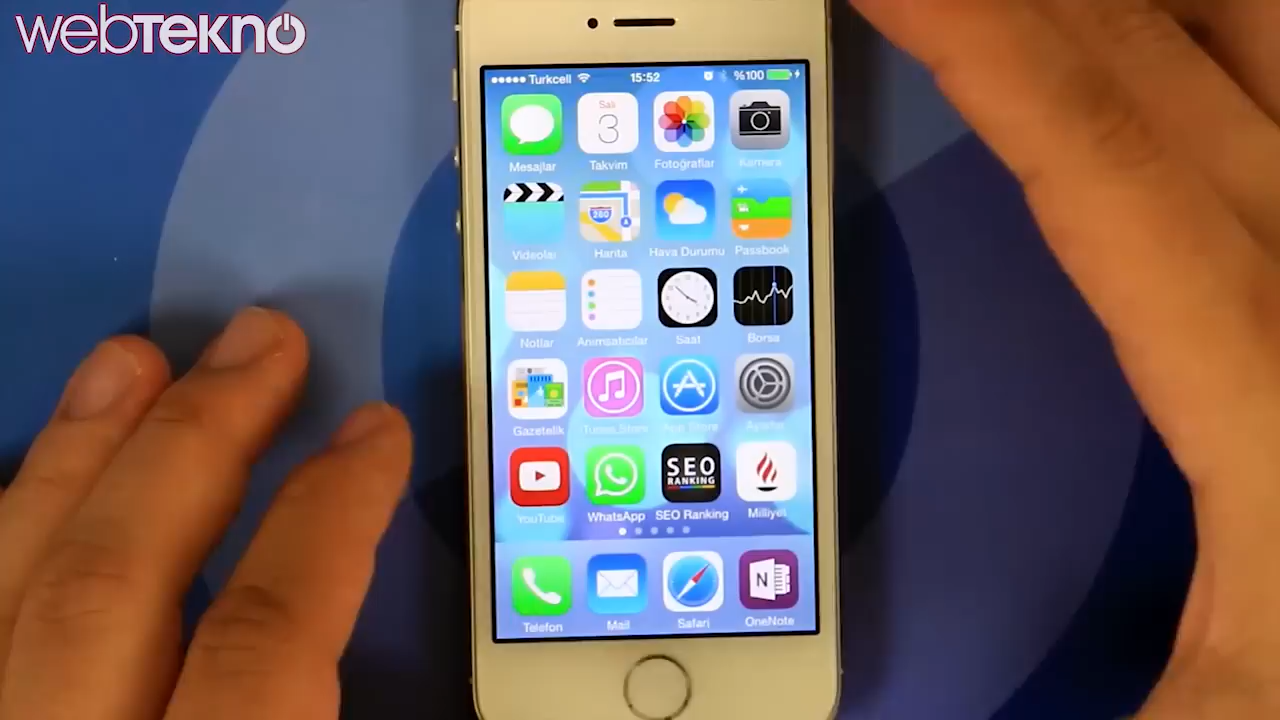 webTEKNO
Turkcell 15:52 %100
Salı
3
Mesajlar Takvim Fotoğraflar Kamera
280
Videolar Harita Hava Durumu Passbook
Notlar Anımsatıcılar Saat Borsa
Gazetelik iTunes Store App Store Ayarlar
SEO
RANKING
YouTube WhatsApp SEO Ranking Milliyet
N
Telefon Mail Safari OneNote